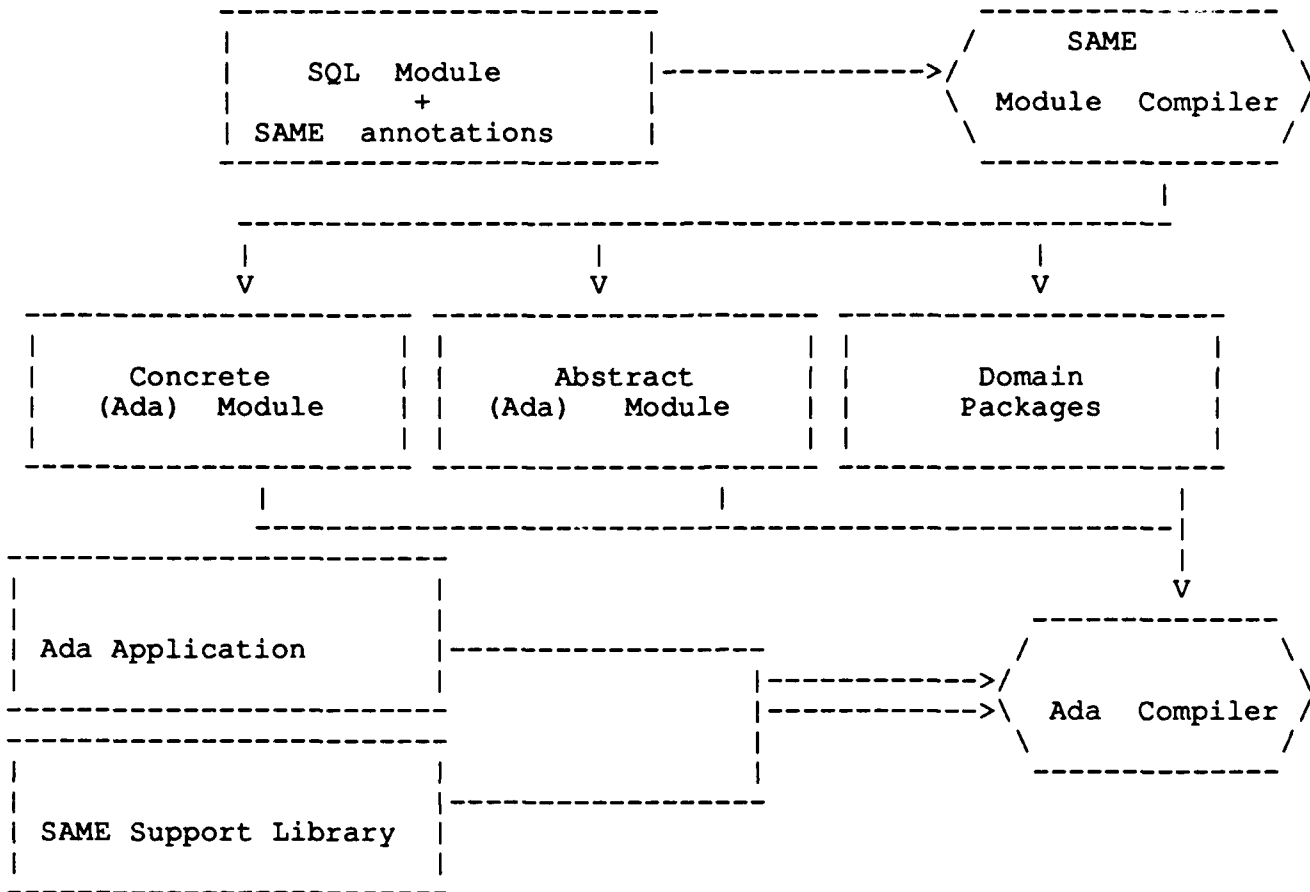 SAME
SQL Module
+
Module Compiler
SAME annotations
V V V
Concrete Abstract Domain
(Ada) Module (Ada) Module Packages
V
Ada Application
Ada Compiler
SAME Support Library